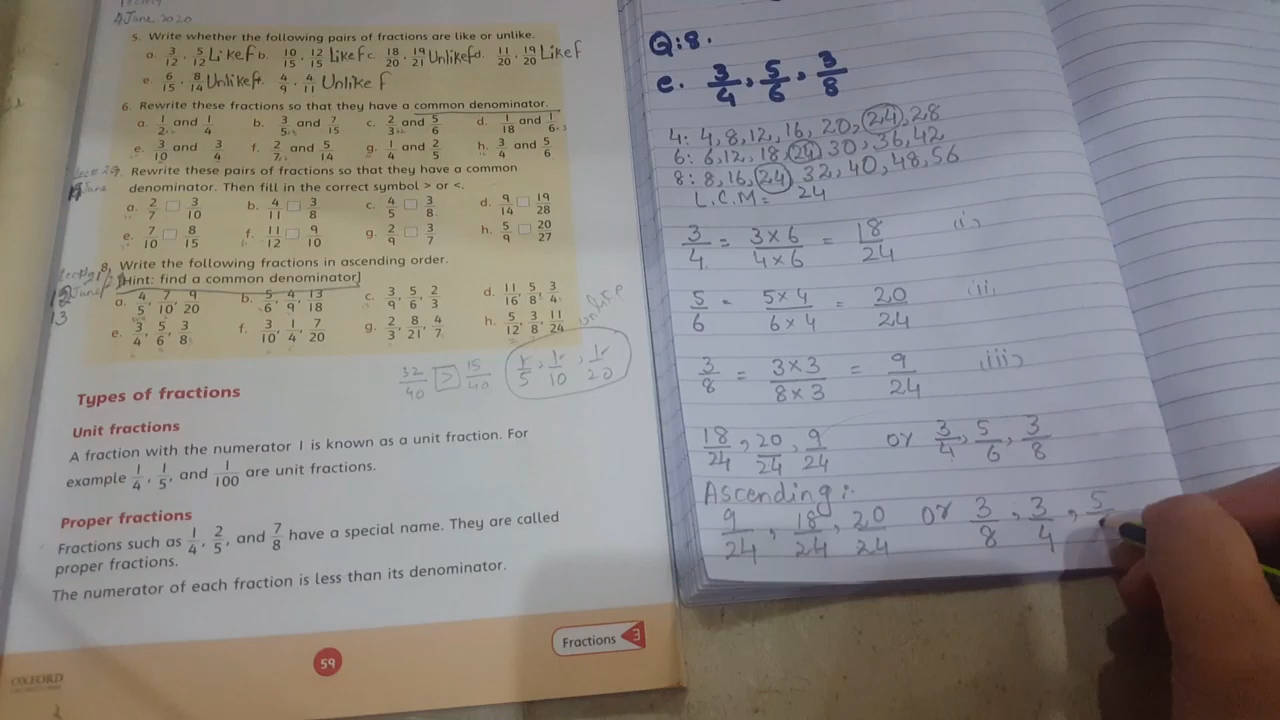 4 June 2020
5. Write whether the following pairs of fractions are like or unlike.
a. 3/12, 5/12 Like f b. 10/15, 12/15 Like f c. 18/20, 19/21 Unlike f d. 11/20, 19/20 Like f
e. 6/15, 8/14 Unlike f f. 4/9, 4/11 Unlike f
6. Rewrite these fractions so that they have a common denominator.
a. 1/2 and 1/4 b. 3/5 and 7/15 c. 2/3 and 5/6 d. 1/18 and 1/6
e. 3/10 and 3/4 f. 2/7 and 5/14 g. 1/4 and 2/5 h. 3/4 and 5/6
7. Rewrite these pairs of fractions so that they have a common
denominator. Then fill in the correct symbol > or <.
a. 2/7 □ 3/10 b. 4/11 □ 3/8 c. 4/5 □ 3/8 d. 9/14 □ 19/28
e. 7/10 □ 8/15 f. 11/12 □ 9/10 g. 2/9 □ 3/7 h. 5/9 □ 20/27
8. Write the following fractions in ascending order.
[Hint: find a common denominator]
a. 4/5, 7/10, 9/20 b. 5/6, 4/9, 13/18 c. 3/9, 5/6, 2/3 d. 11/16, 5/8, 3/4
e. 3/4, 5/6, 3/8 f. 3/10, 1/4, 7/20 g. 2/3, 8/21, 4/7 h. 5/12, 3/8, 11/24
unlike
32/40 > 15/40 1/5, 1/10, 1/20
Types of fractions
Unit fractions
A fraction with the numerator 1 is known as a unit fraction. For
example 1/4, 1/5, and 1/100 are unit fractions.
Proper fractions
Fractions such as 1/4, 2/5, and 7/8 have a special name. They are called
proper fractions.
The numerator of each fraction is less than its denominator.
Fractions 3
59
OXFORD
Q:8.
e. 3/4, 5/6, 3/8
4: 4, 8, 12, 16, 20, 24, 28
6: 6, 12, 18, 24, 30, 36, 42
8: 8, 16, 24, 32, 40, 48, 56
L.C.M = 24
3/4 = 3×6/4×6 = 18/24 (i)
5/6 = 5×4/6×4 = 20/24 (ii)
3/8 = 3×3/8×3 = 9/24 (iii)
18/24, 20/24, 9/24 or 3/4, 5/6, 3/8
Ascending:
9/24, 18/24, 20/24 or 3/8, 3/4, 5